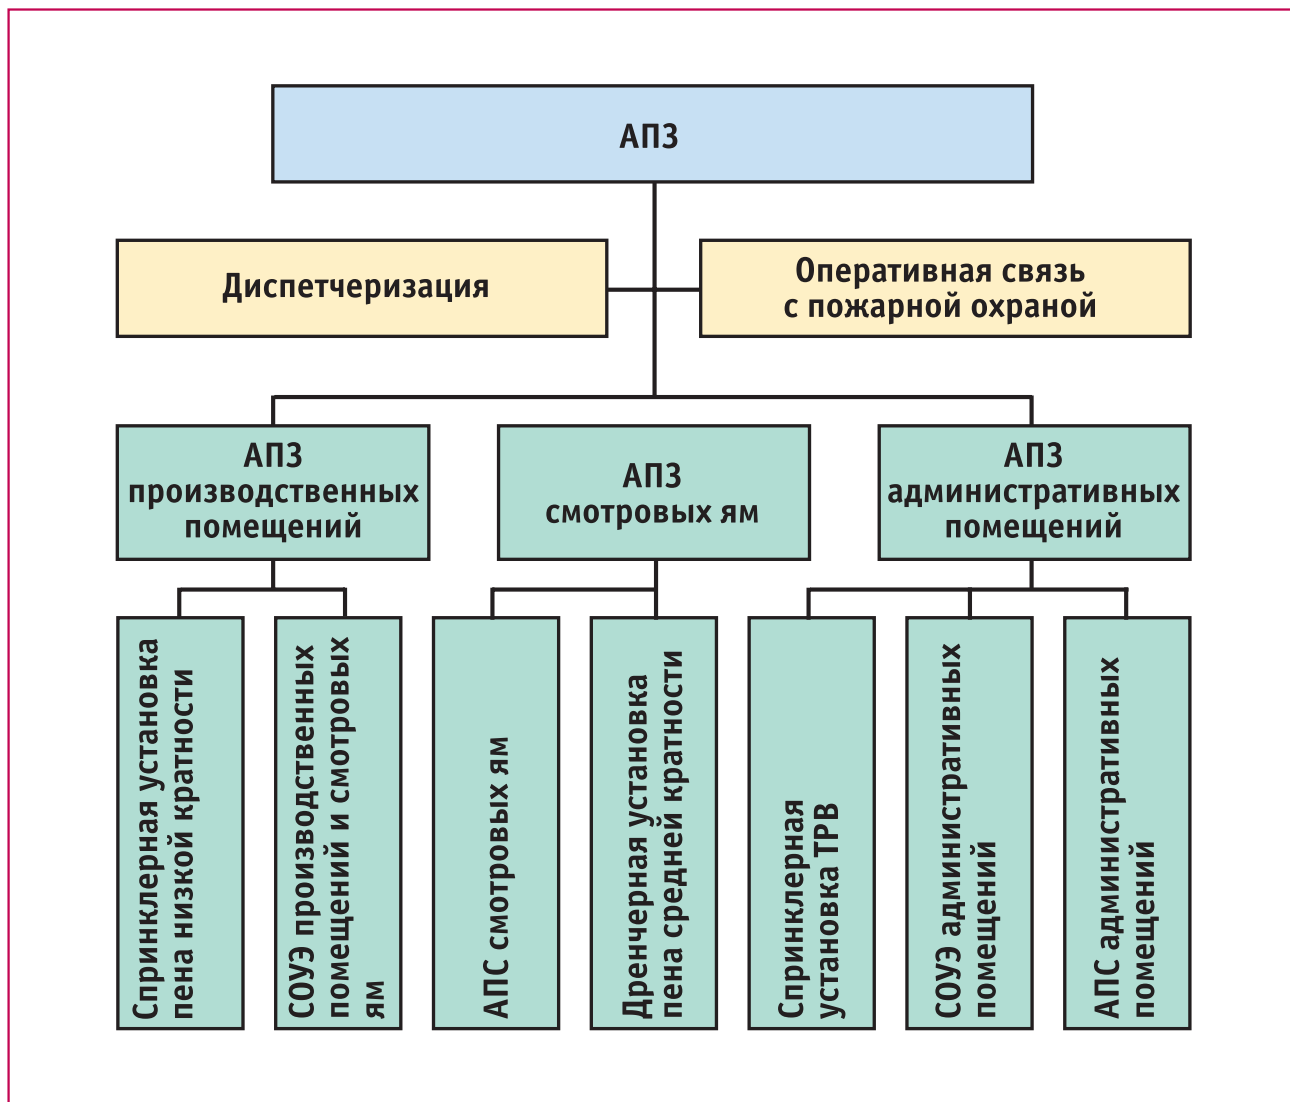 АПЗ
Диспетчеризация
Оперативная связь
с пожарной охраной
АПЗ
производственных
помещений
АПЗ
смотровых ям
АПЗ
административных
помещений
Спринклерная установка
пена низкой кратности
СОУЭ производственных
помещений и смотровых
ям
АПС смотровых ям
Дренчерная установка
пена средней кратности
Спринклерная
установка ТРВ
СОУЭ административных
помещений
АПС административных
помещений